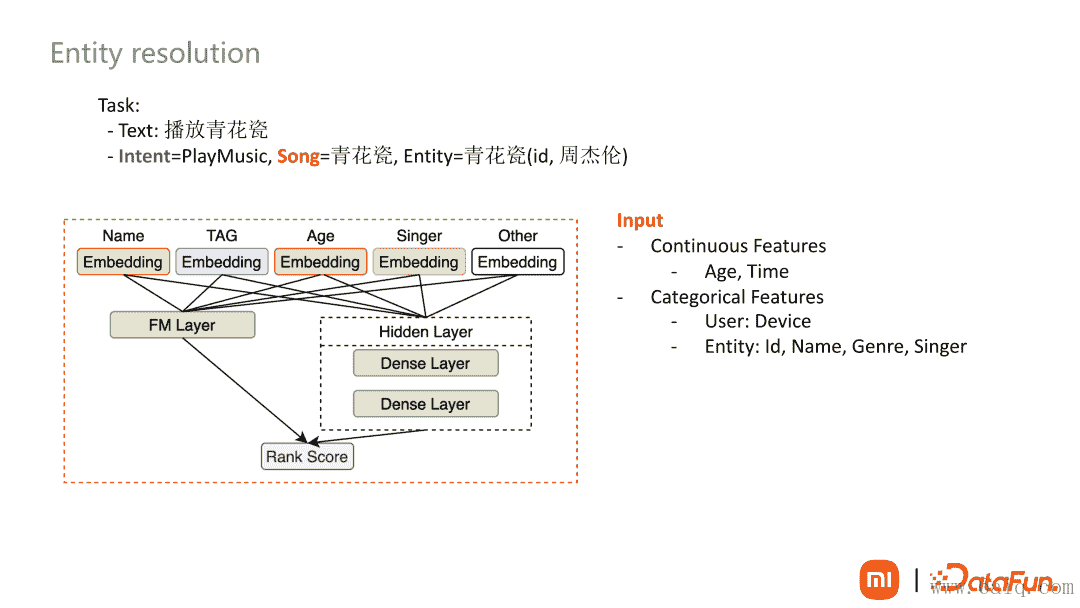 Entity resolution
Task:
- Text: 播放青花瓷
- Intent=PlayMusic, Song=青花瓷, Entity=青花瓷(id, 周杰伦)
Name TAG Age Singer Other
Embedding Embedding Embedding Embedding Embedding
FM Layer
Hidden Layer
Dense Layer
Dense Layer
Rank Score
Input
- Continuous Features
- Age, Time
- Categorical Features
- User: Device
- Entity: Id, Name, Genre, Singer
mi | DataFun.